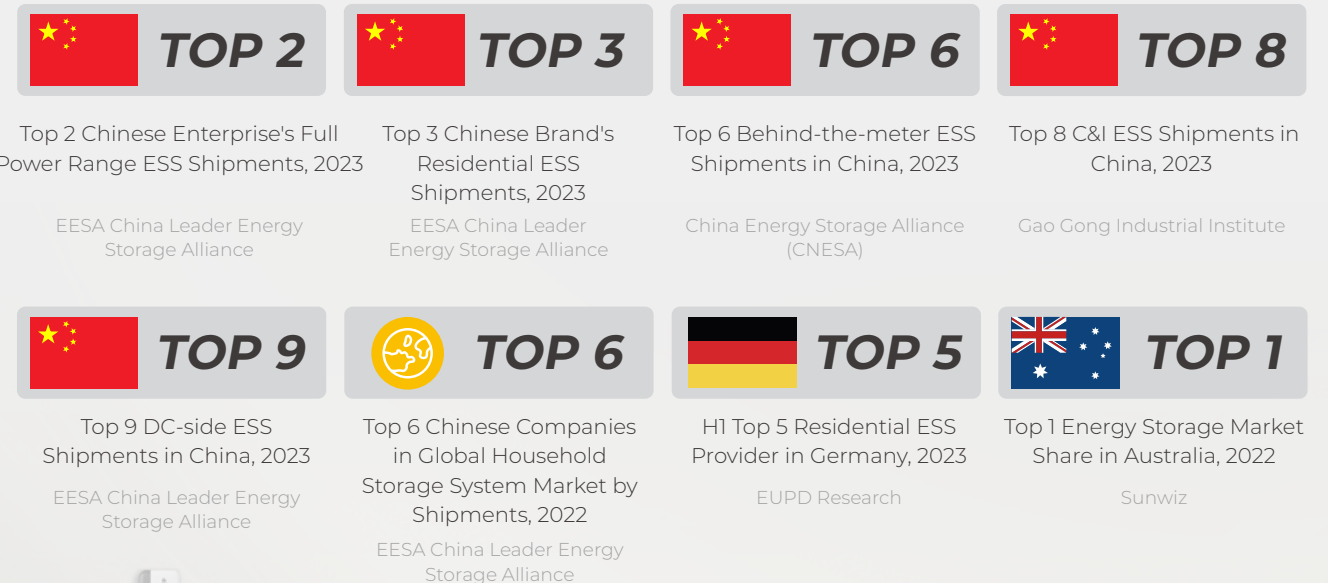 TOP 2
TOP 3
TOP 6
TOP 8
Top 2 Chinese Enterprise's Full
Power Range ESS Shipments, 2023
EESA China Leader Energy
Storage Alliance
Top 3 Chinese Brand's
Residential ESS
Shipments, 2023
EESA China Leader
Energy Storage Alliance
Top 6 Behind-the-meter ESS
Shipments in China, 2023
China Energy Storage Alliance
(CNESA)
Top 8 C&I ESS Shipments in
China, 2023
Gao Gong Industrial Institute
TOP 9
TOP 6
TOP 5
TOP 1
Top 9 DC-side ESS
Shipments in China, 2023
EESA China Leader Energy
Storage Alliance
Top 6 Chinese Companies
in Global Household
Storage System Market by
Shipments, 2022
EESA China Leader Energy
Storage Alliance
H1 Top 5 Residential ESS
Provider in Germany, 2023
EUPD Research
Top 1 Energy Storage Market
Share in Australia, 2022
Sunwiz